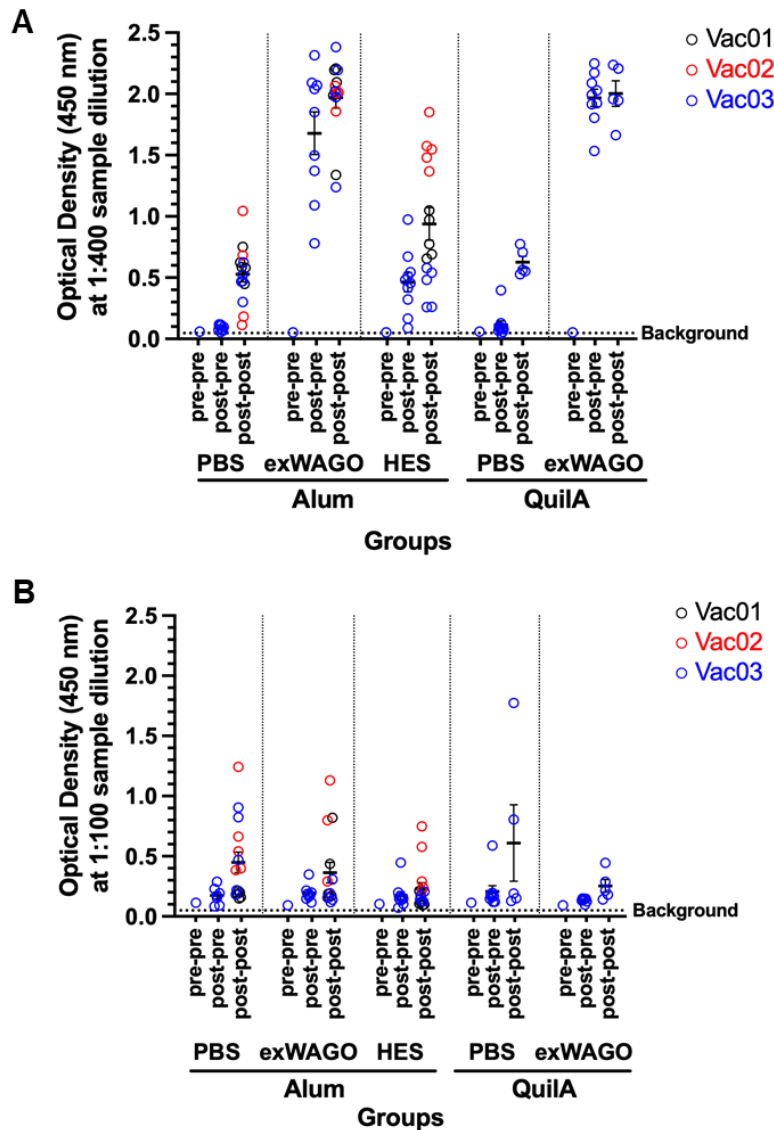 A
Optical Density (450 nm)
at 1:400 sample dilution
2.5
2.0
1.5
1.0
0.5
0.0
Vac01
Vac02
Vac03
Background
pre-pre
post-pre
post-post
pre-pre
post-pre
post-post
pre-pre
post-pre
post-post
pre-pre
post-pre
post-post
pre-pre
post-pre
post-post
PBS exWAGO HES PBS exWAGO
Alum QuilA
Groups
B
Optical Density (450 nm)
at 1:100 sample dilution
2.5
2.0
1.5
1.0
0.5
0.0
Vac01
Vac02
Vac03
Background
pre-pre
post-pre
post-post
pre-pre
post-pre
post-post
pre-pre
post-pre
post-post
pre-pre
post-pre
post-post
pre-pre
post-pre
post-post
PBS exWAGO HES PBS exWAGO
Alum QuilA
Groups